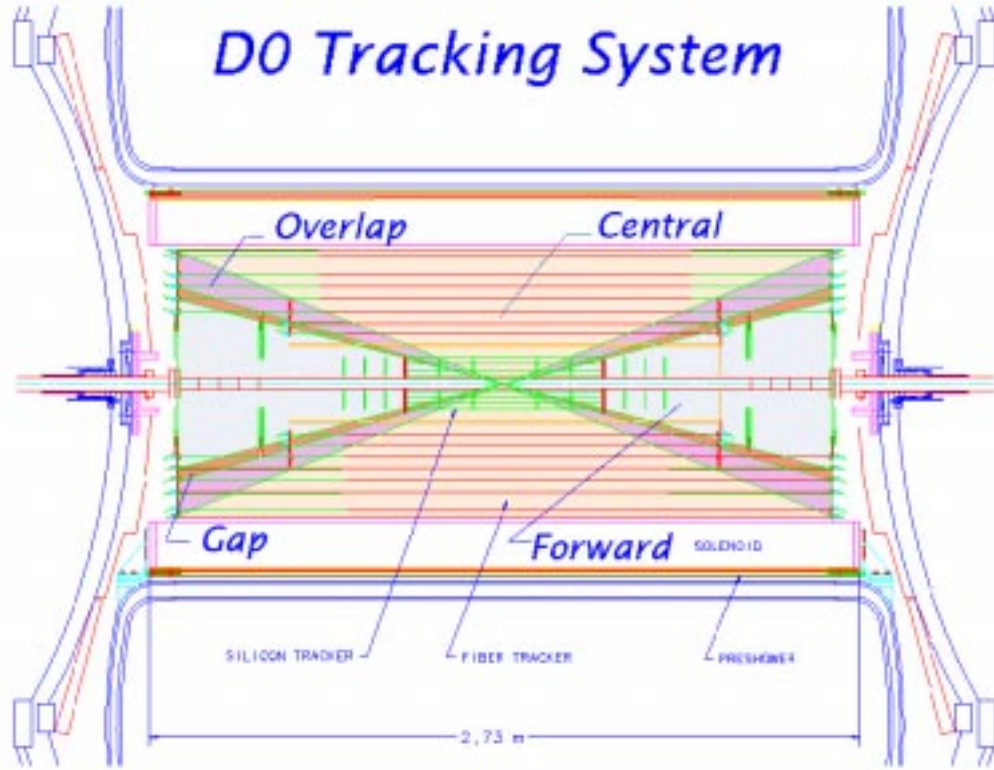 D0 Tracking System
Overlap
Central
Gap
Forward
SOLENOID
SILICON TRACKER
FIBER TRACKER
PRESHOWER
2,73 m